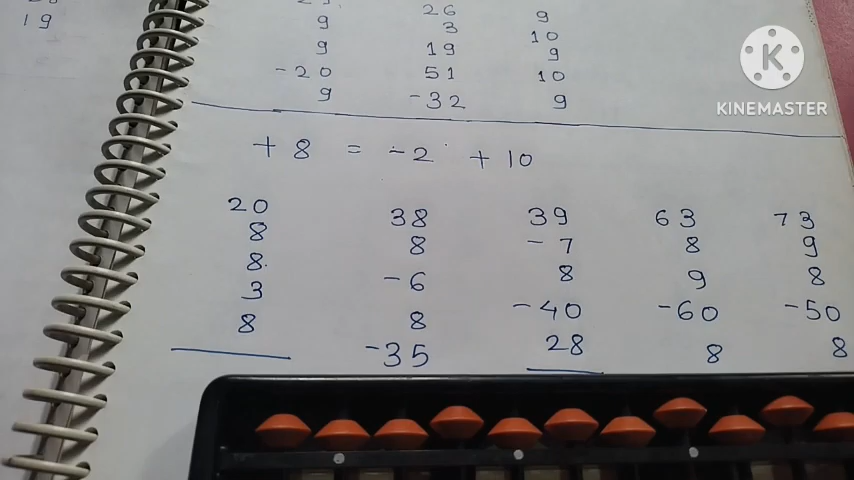 19
9 26 9
9 3 10
-20 19 9
9 51 10
-32 9
KINEMASTER
+ 8 = -2 + 10
20 38 39 63 73
8 8 -7 8 9
8 -6 8 9 8
3 8 -40 -60 -50
8 -35 28 8 8